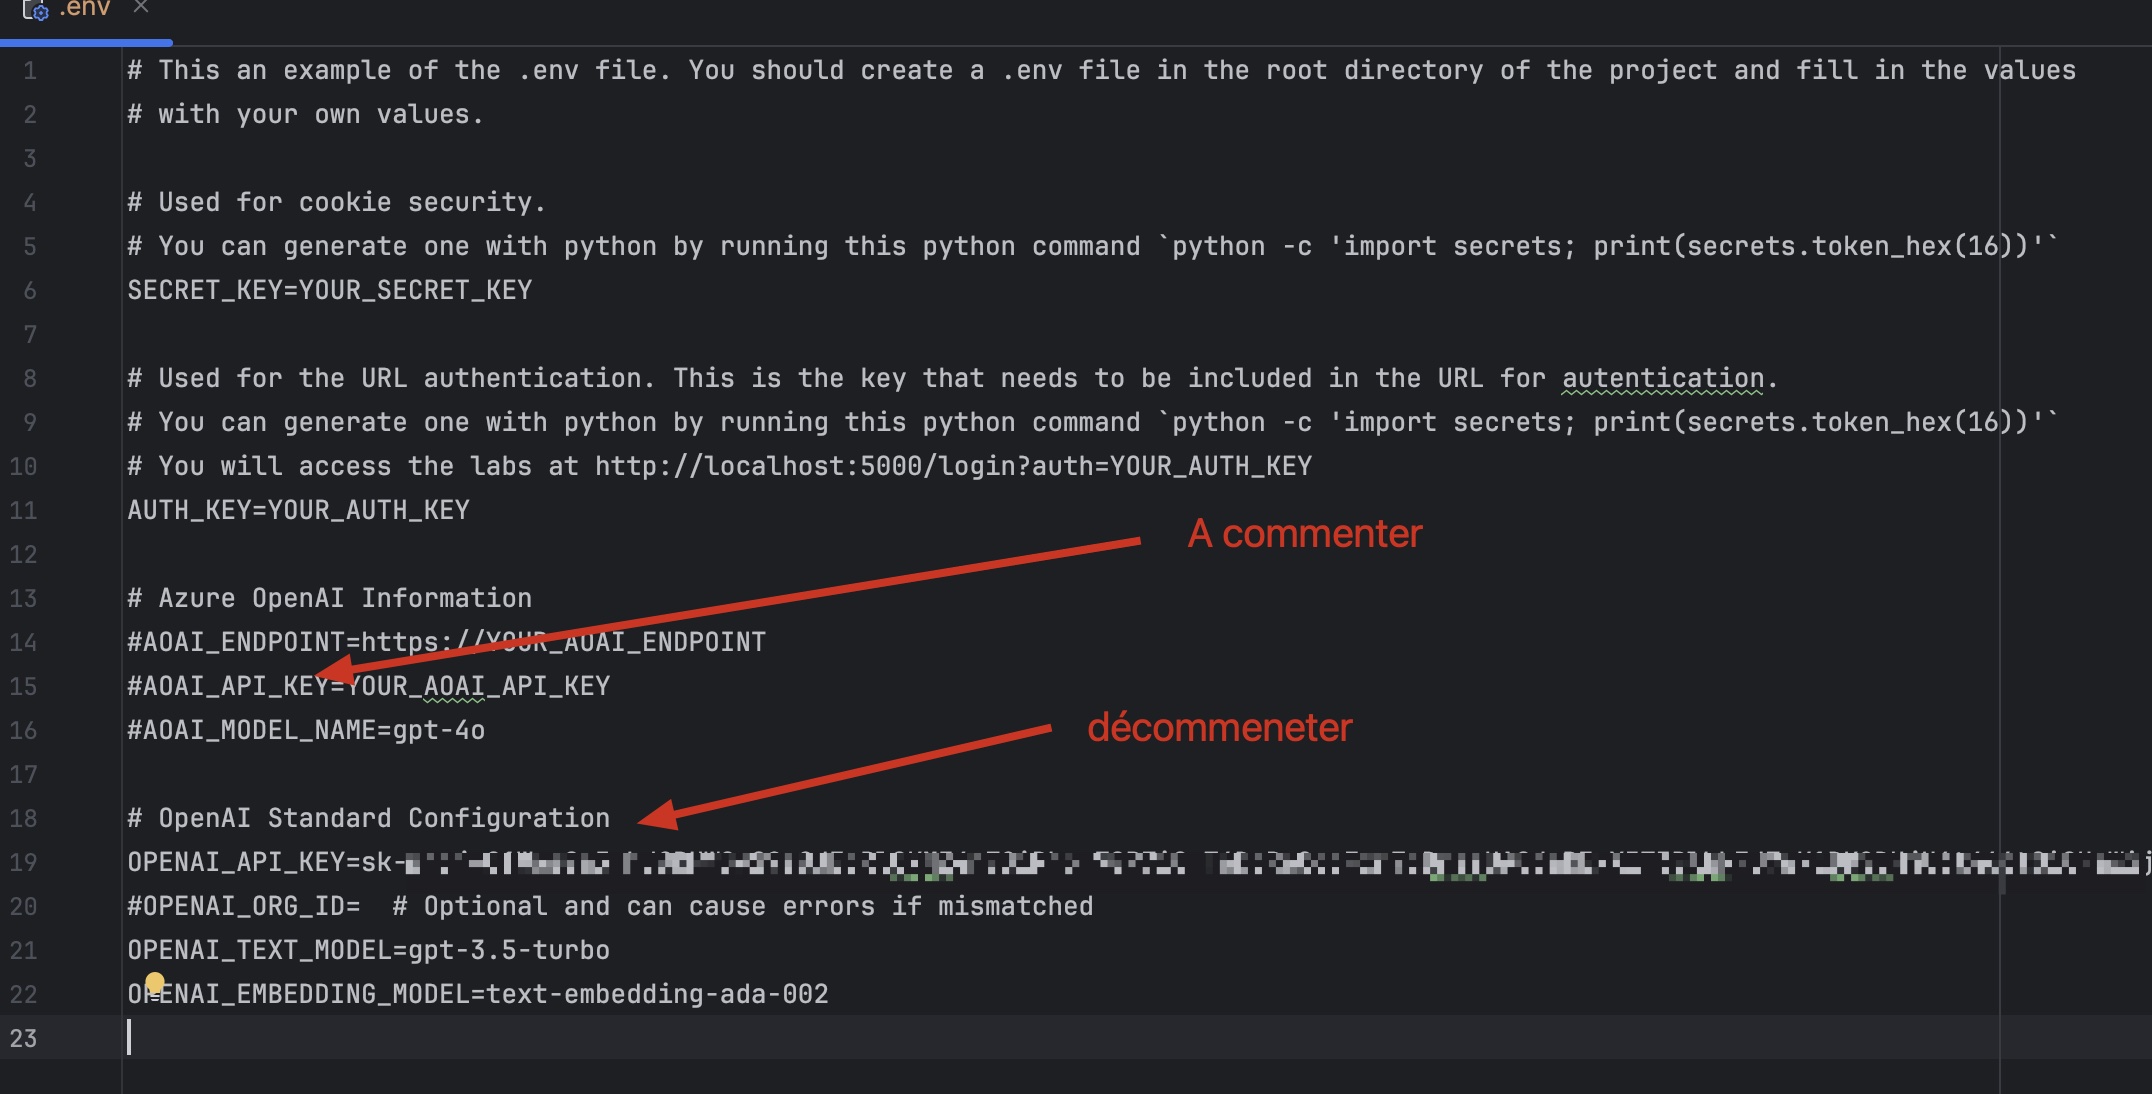 .env
1 # This an example of the .env file. You should create a .env file in the root directory of the project and fill in the values
2 # with your own values.
3
4 # Used for cookie security.
5 # You can generate one with python by running this python command `python -c 'import secrets; print(secrets.token_hex(16))'`
6 SECRET_KEY=YOUR_SECRET_KEY
7
8 # Used for the URL authentication. This is the key that needs to be included in the URL for autentication.
9 # You can generate one with python by running this python command `python -c 'import secrets; print(secrets.token_hex(16))'`
10 # You will access the labs at http://localhost:5000/login?auth=YOUR_AUTH_KEY
11 AUTH_KEY=YOUR_AUTH_KEY
A commenter
12
13 # Azure OpenAI Information
14 #AOAI_ENDPOINT=https://YOUR_AOAI_ENDPOINT
15 #AOAI_API_KEY=YOUR_AOAI_API_KEY
16 #AOAI_MODEL_NAME=gpt-4o
décommeneter
17
18 # OpenAI Standard Configuration
19 OPENAI_API_KEY=sk-
20 #OPENAI_ORG_ID=  # Optional and can cause errors if mismatched
21 OPENAI_TEXT_MODEL=gpt-3.5-turbo
22 OPENAI_EMBEDDING_MODEL=text-embedding-ada-002
23